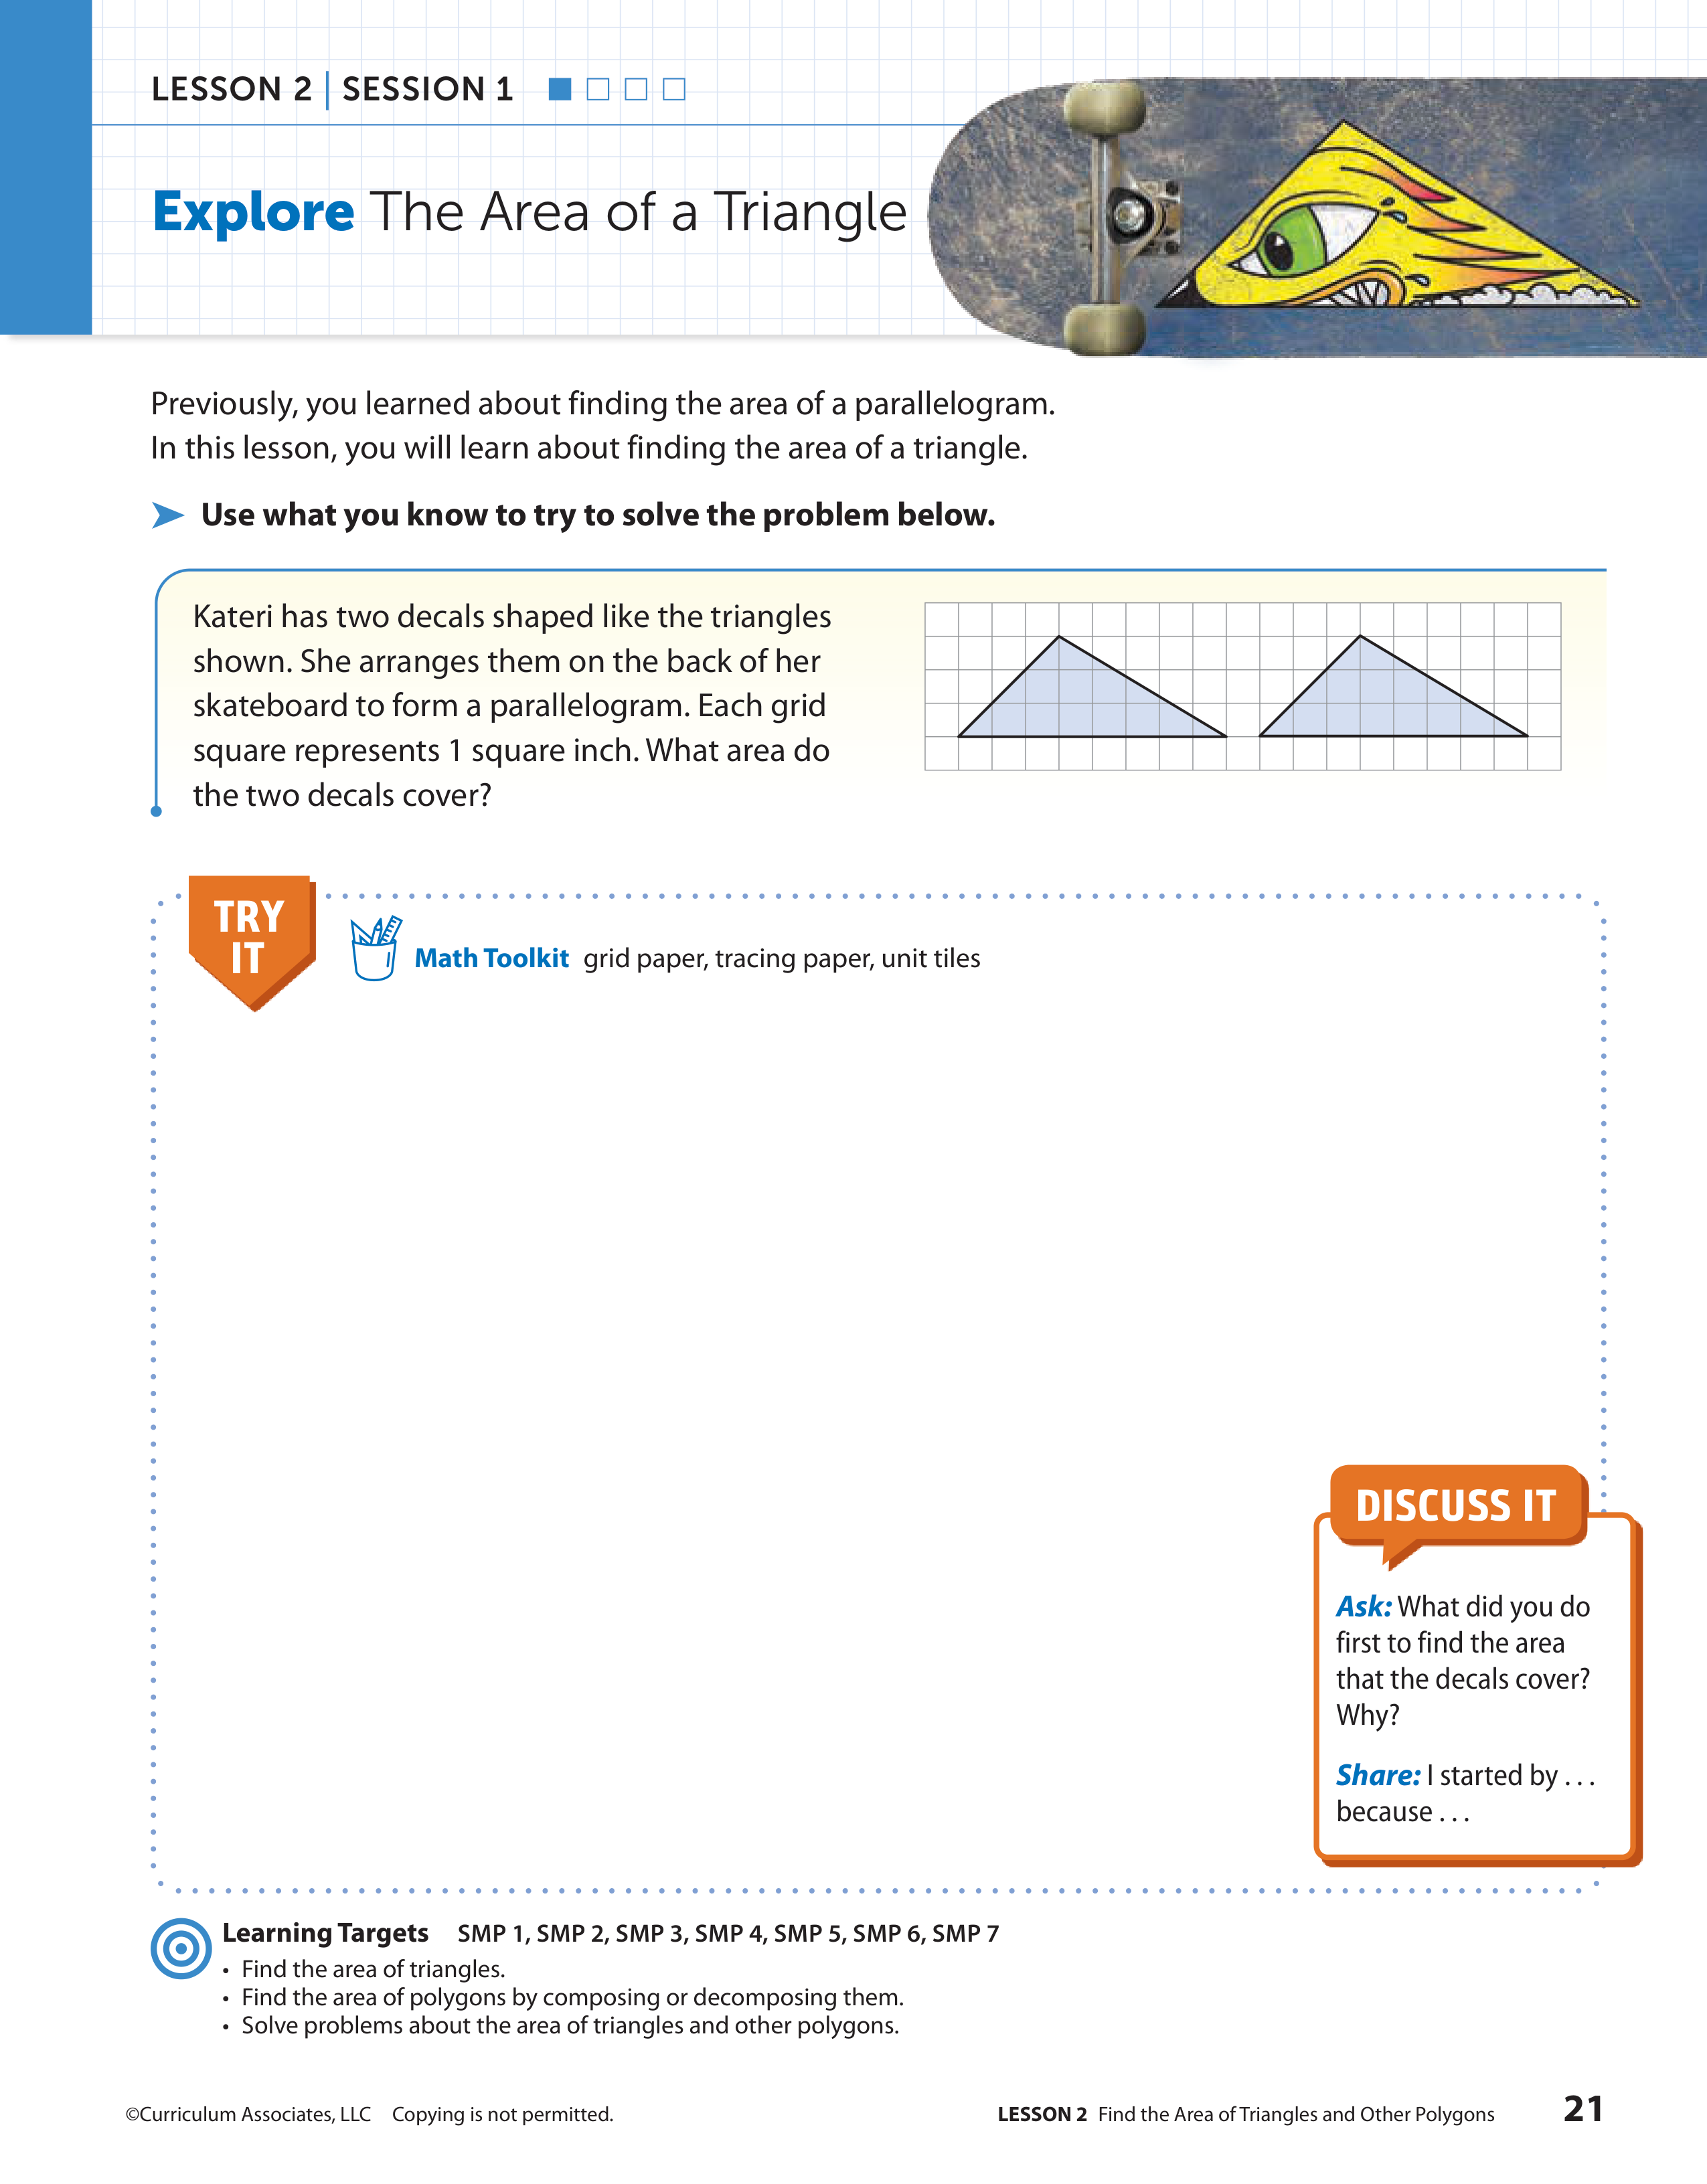 LESSON 2 | SESSION 1
Explore The Area of a Triangle
Previously, you learned about finding the area of a parallelogram.
In this lesson, you will learn about finding the area of a triangle.
Use what you know to try to solve the problem below.
Kateri has two decals shaped like the triangles
shown. She arranges them on the back of her
skateboard to form a parallelogram. Each grid
square represents 1 square inch. What area do
the two decals cover?
TRY
IT
Math Toolkit grid paper, tracing paper, unit tiles
DISCUSS IT
Ask: What did you do
first to find the area
that the decals cover?
Why?
Share: I started by . . .
because . . .
Learning Targets SMP 1, SMP 2, SMP 3, SMP 4, SMP 5, SMP 6, SMP 7
• Find the area of triangles.
• Find the area of polygons by composing or decomposing them.
• Solve problems about the area of triangles and other polygons.
©Curriculum Associates, LLC Copying is not permitted.
LESSON 2 Find the Area of Triangles and Other Polygons 21